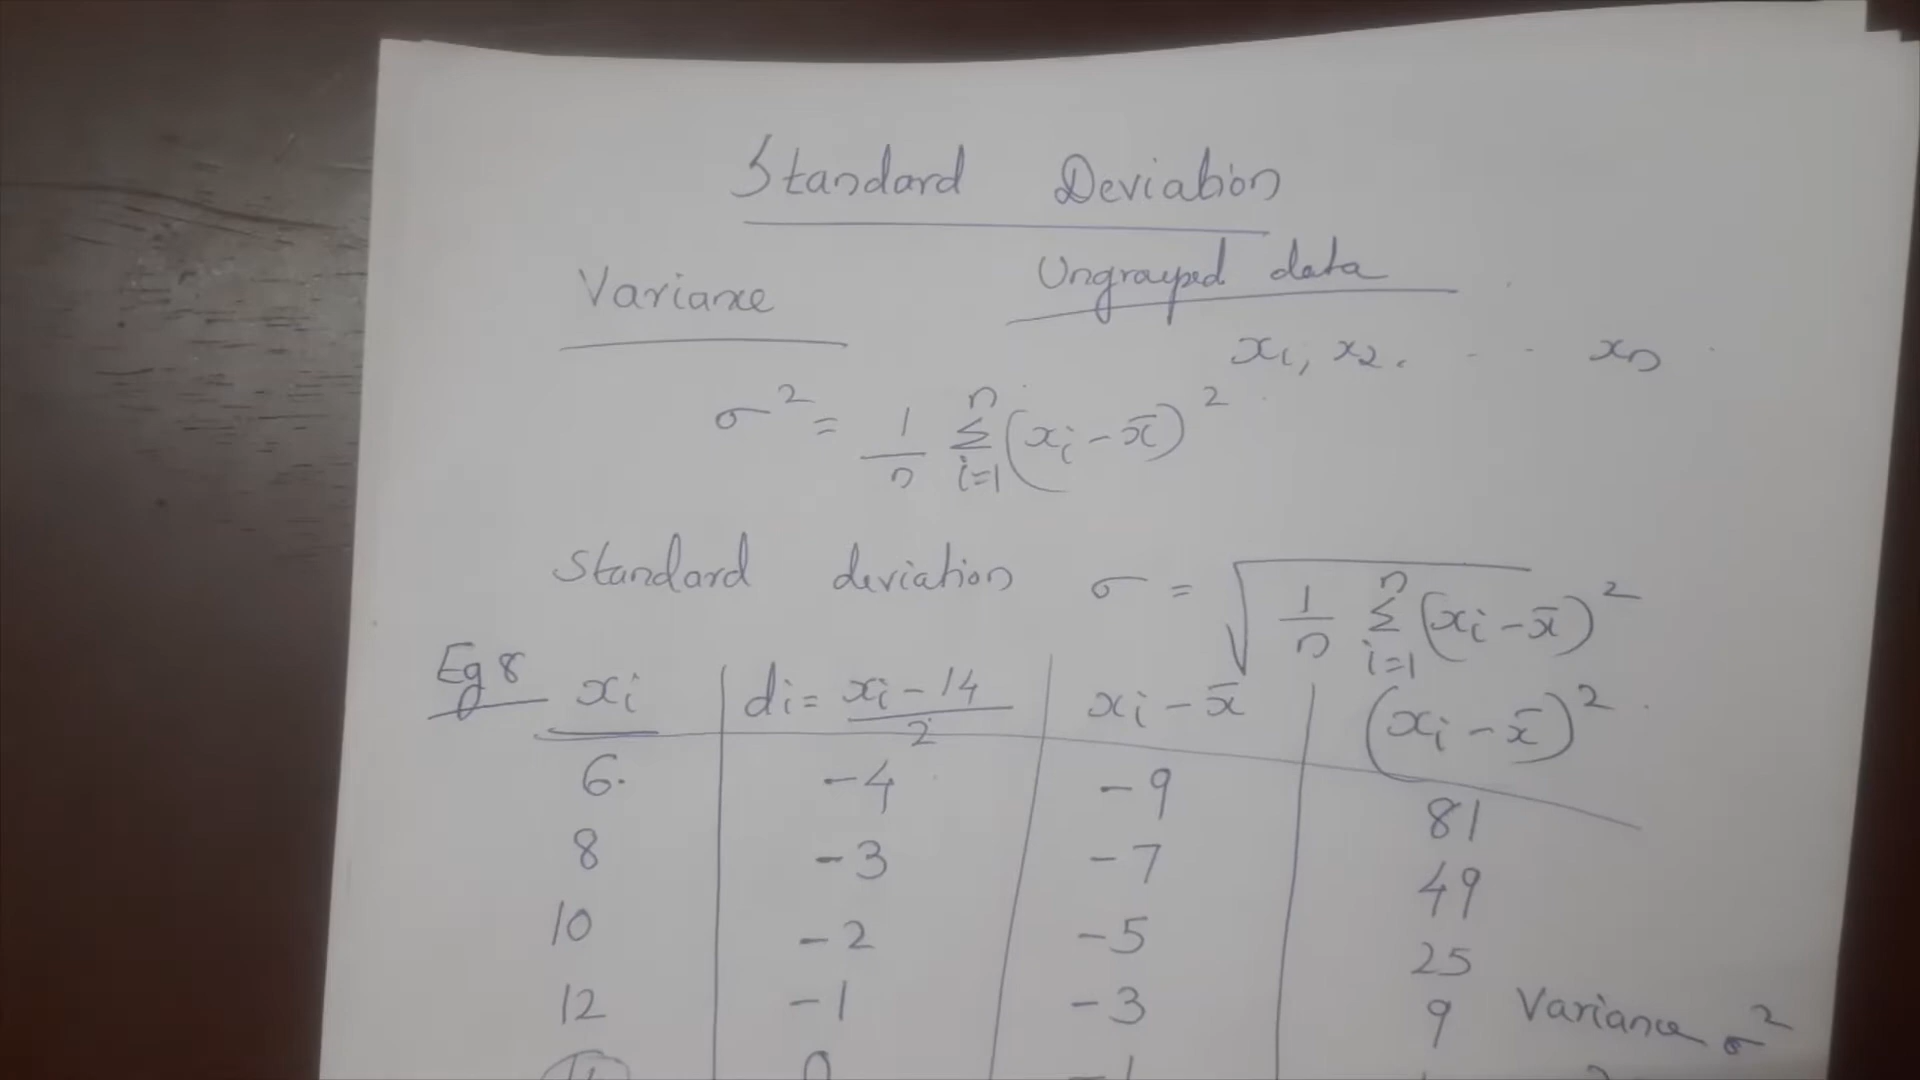 Standard Deviation
Variance Ungrouped data
x1, x2. - - xn
σ² = 1/n Σ i=1 n (xi - x̄)²
Standard deviation σ = √ 1/n Σ i=1 n (xi - x̄)²
Eg 8 xi | di = xi - 14 / 2 | xi - x̄ | (xi - x̄)²
6. -4 -9 81
8 -3 -7 49
10 -2 -5 25
12 -1 -3 9 Variance σ²
0 -1